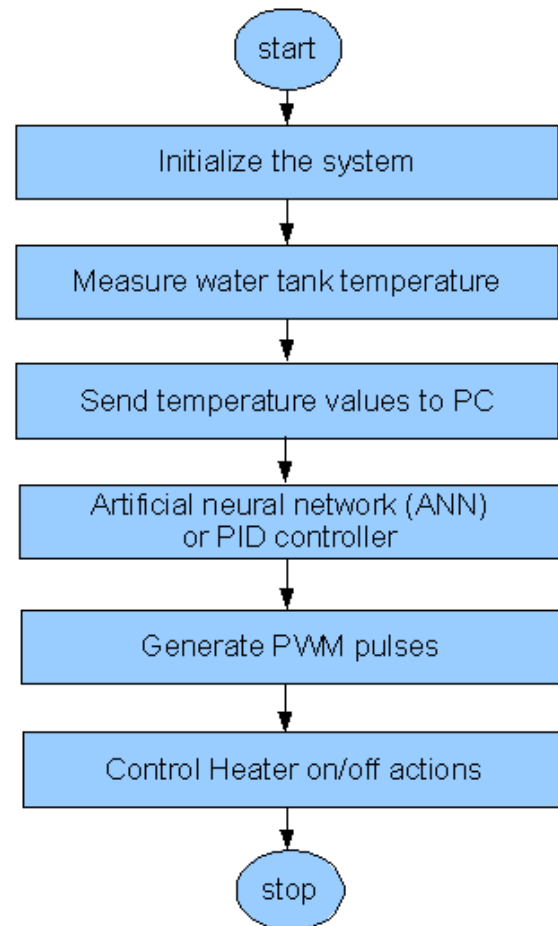 start
Initialize the system
Measure water tank temperature
Send temperature values to PC
Artificial neural network (ANN)
or PID controller
Generate PWM pulses
Control Heater on/off actions
stop